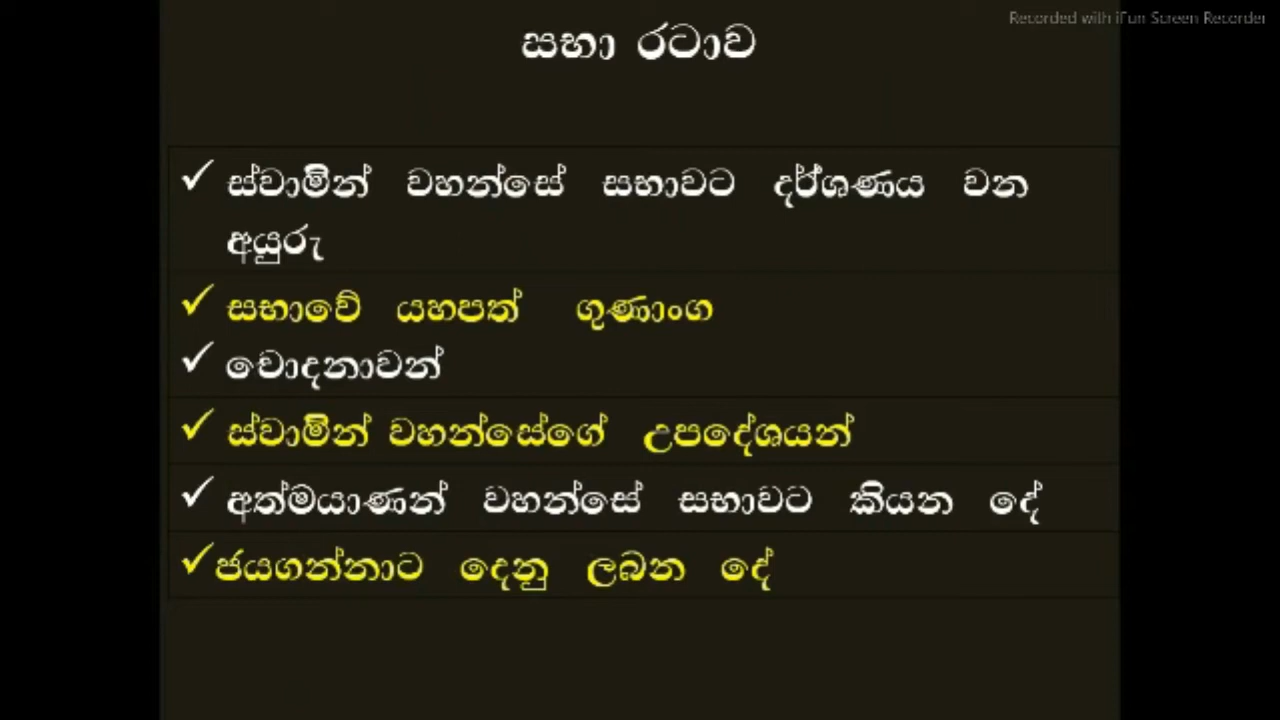 Recorded with iFun Screen Recorder
සභා රටාව
✓ ස්වාමින් වහන්සේ සභාවට දර්ශණය වන
අයුරු
✓ සභාවේ යහපත් ගුණාංග
✓ චොදනාවන්
✓ ස්වාමින් වහන්සේගේ උපදේශයන්
✓ අත්මයාණන් වහන්සේ සභාවට කියන දේ
✓ ජයගන්නාට දෙනු ලබන දේ